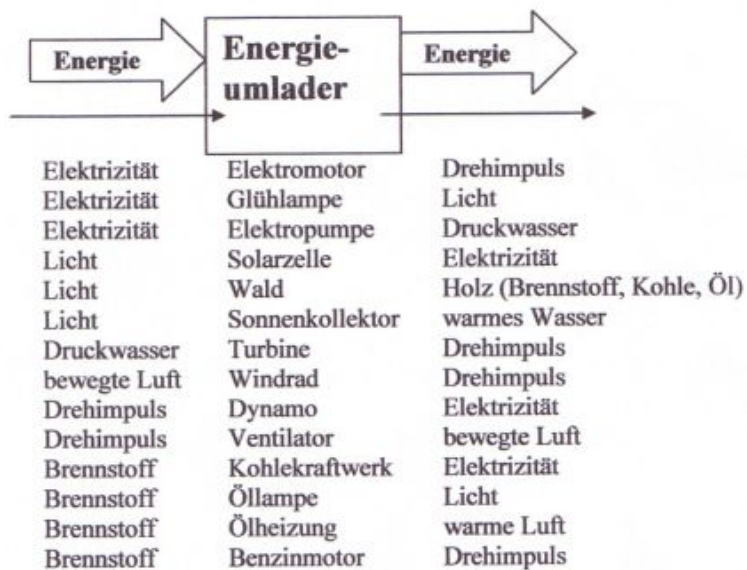 Energie Energie- umlader Energie
Elektrizität Elektromotor Drehimpuls
Elektrizität Glühlampe Licht
Elektrizität Elektropumpe Druckwasser
Licht Solarzelle Elektrizität
Licht Wald Holz (Brennstoff, Kohle, Öl)
Licht Sonnenkollektor warmes Wasser
Druckwasser Turbine Drehimpuls
bewegte Luft Windrad Drehimpuls
Drehimpuls Dynamo Elektrizität
Drehimpuls Ventilator bewegte Luft
Brennstoff Kohlekraftwerk Elektrizität
Brennstoff Öllampe Licht
Brennstoff Ölheizung warme Luft
Brennstoff Benzinmotor Drehimpuls